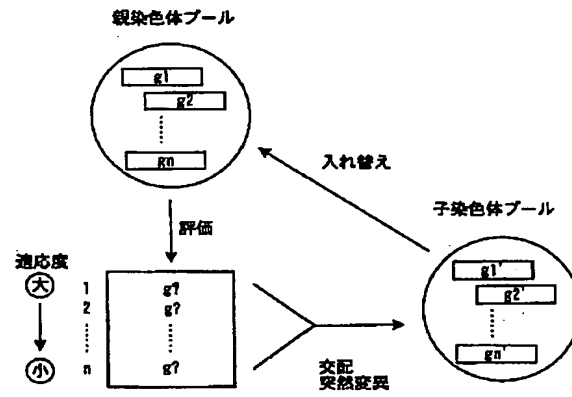 親染色体プール
g1
g2
gn
入れ替え
子染色体プール
評価
適応度
大
1 g?
2 g?
小
n g?
g1'
g2'
gn'
交配
突然変異